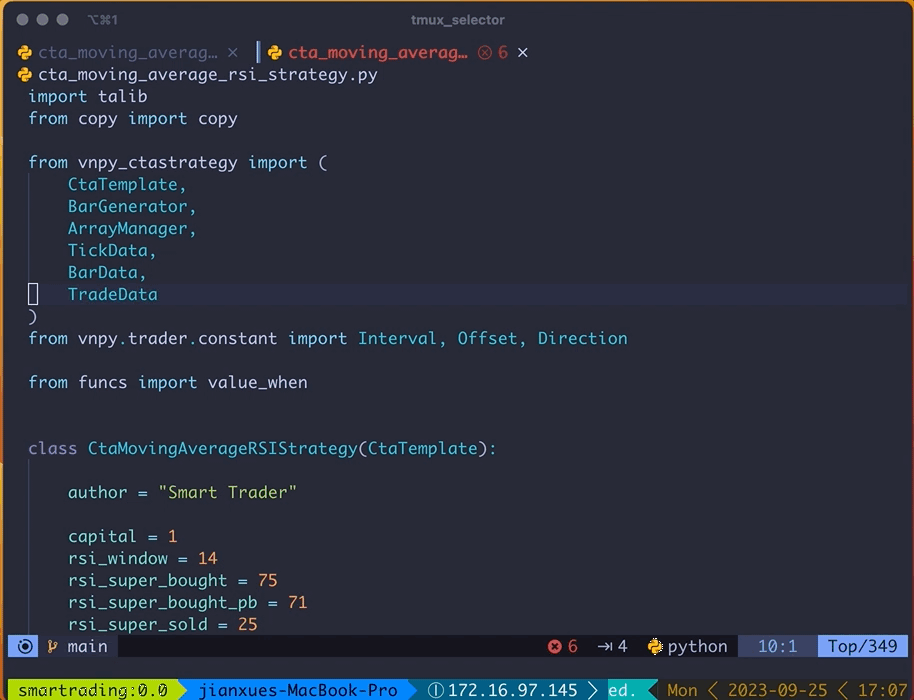 ⌥⌘1 tmux_selector
cta_moving_averag… × cta_moving_averag… 6 ×
cta_moving_average_rsi_strategy.py
import talib
from copy import copy
from vnpy_ctastrategy import (
CtaTemplate,
BarGenerator,
ArrayManager,
TickData,
BarData,
TradeData
)
from vnpy.trader.constant import Interval, Offset, Direction
from funcs import value_when
class CtaMovingAverageRSIStrategy(CtaTemplate):
author = "Smart Trader"
capital = 1
rsi_window = 14
rsi_super_bought = 75
rsi_super_bought_pb = 71
rsi_super_sold = 25
main 6 4 python 10:1 Top/349
smartrading:0.0 jianxues-MacBook-Pro 172.16.97.145 ed. Mon 2023-09-25 17:07